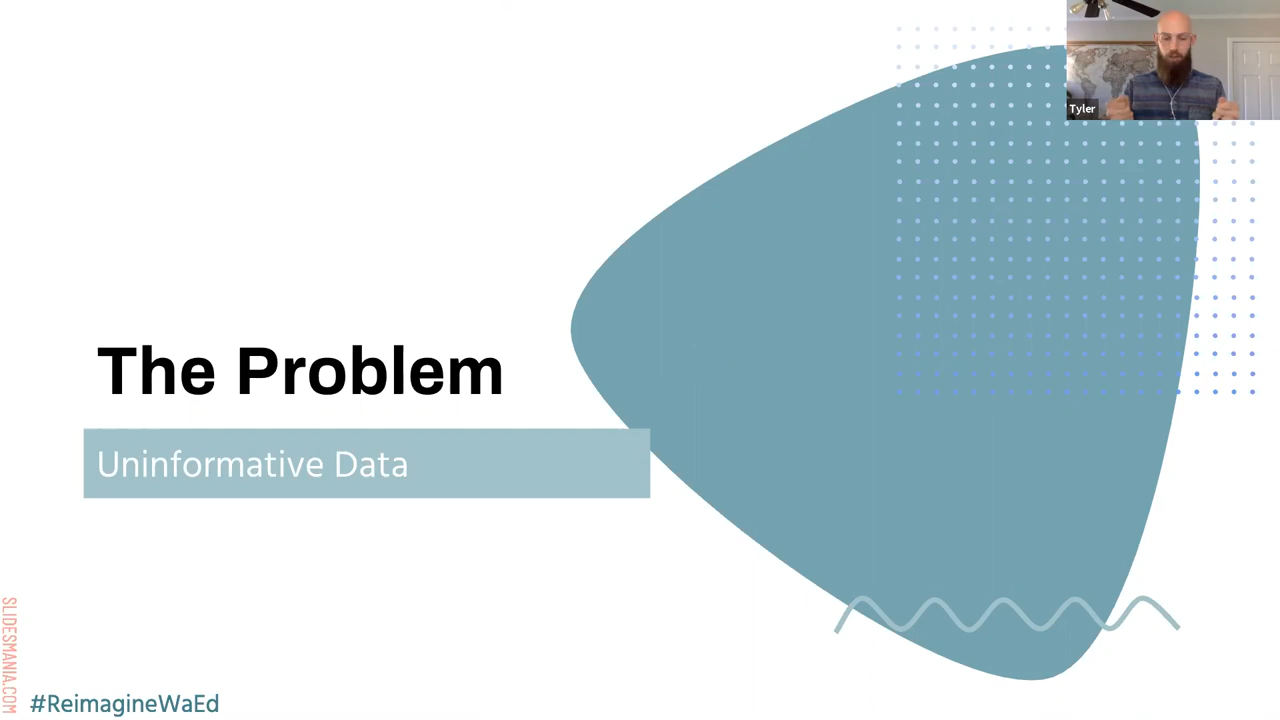 Tyler
The Problem
Uninformative Data
SLIDESMANIA.COM
#ReimagineWaEd